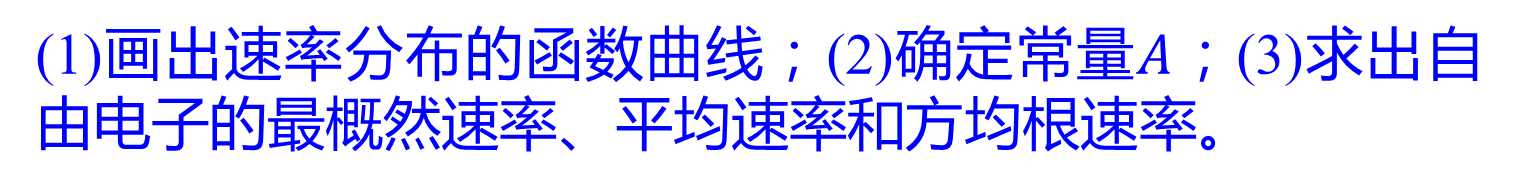 (1)画出速率分布的函数曲线；(2)确定常量A；(3)求出自
由电子的最概然速率、平均速率和方均根速率。